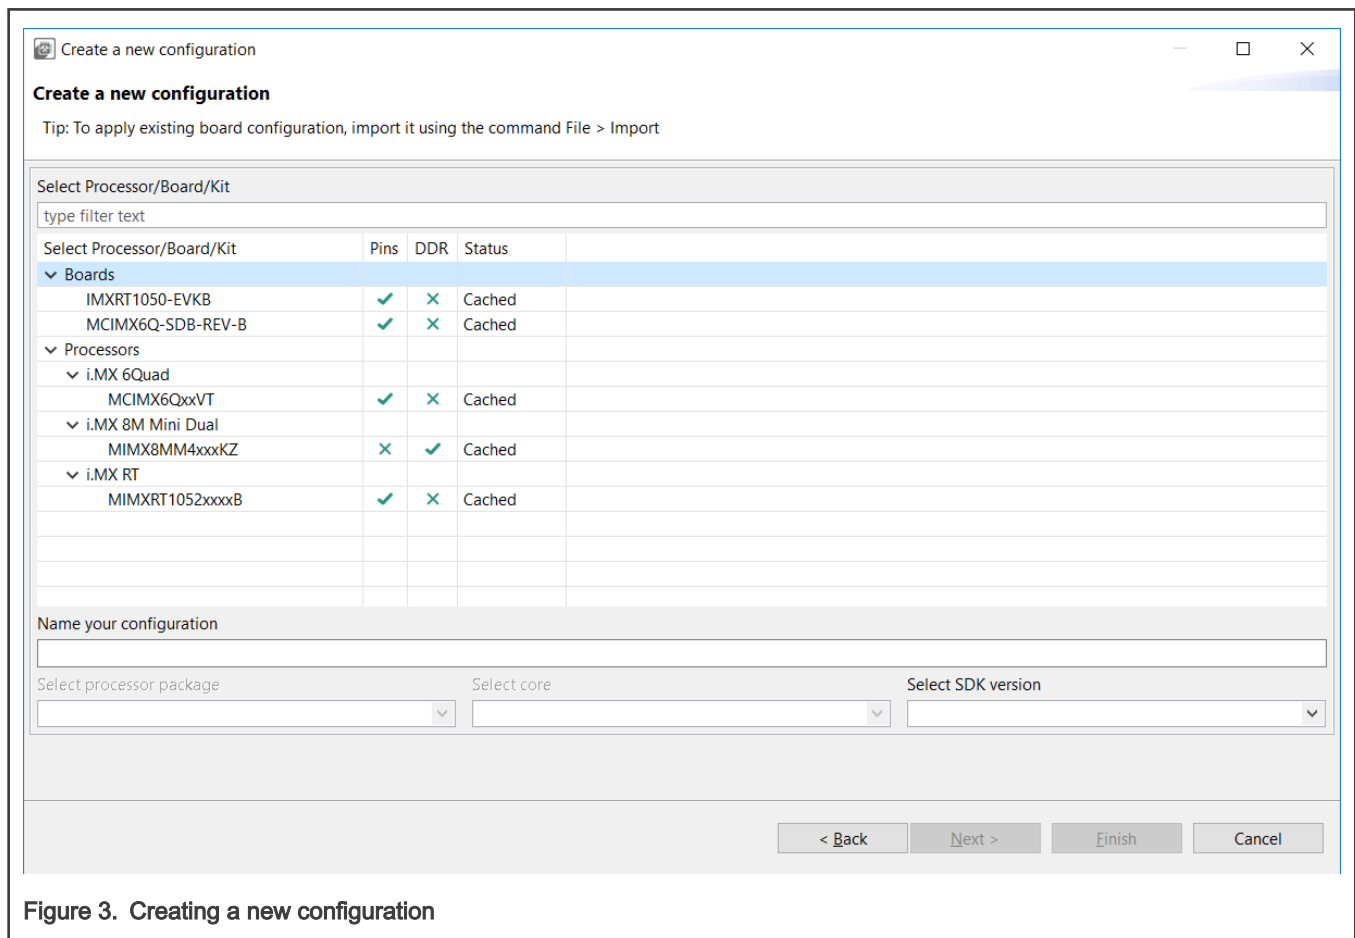 Create a new configuration
Create a new configuration
Tip: To apply existing board configuration, import it using the command File > Import
Select Processor/Board/Kit
type filter text
Select Processor/Board/Kit Pins DDR Status
Boards
IMXRT1050-EVKB ✓ ✕ Cached
MCIMX6Q-SDB-REV-B ✓ ✕ Cached
Processors
i.MX 6Quad
MCIMX6QxxVT ✓ ✕ Cached
i.MX 8M Mini Dual
MIMX8MM4xxxKZ ✕ ✓ Cached
i.MX RT
MIMXRT1052xxxxB ✓ ✕ Cached
Name your configuration
Select processor package Select core Select SDK version
< Back Next > Finish Cancel
Figure 3. Creating a new configuration